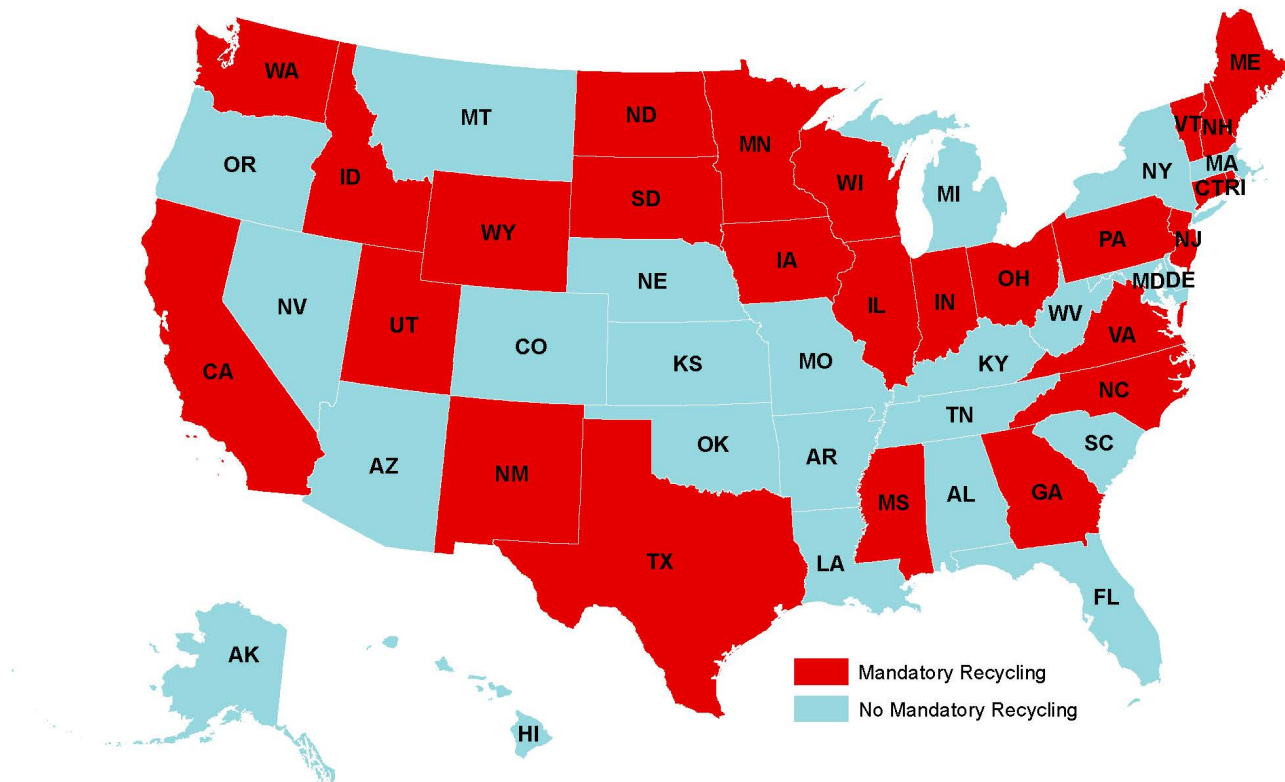 WA
MT
ND
MN
ME
OR
ID
SD
WI
MI
NY
VT
NH
MA
CT
RI
WY
IA
PA
NJ
NV
UT
CO
NE
IL
IN
OH
MD
DE
WV
VA
CA
KS
MO
KY
NC
AZ
NM
OK
AR
TN
SC
MS
AL
GA
TX
LA
FL
AK
HI
Mandatory Recycling
No Mandatory Recycling